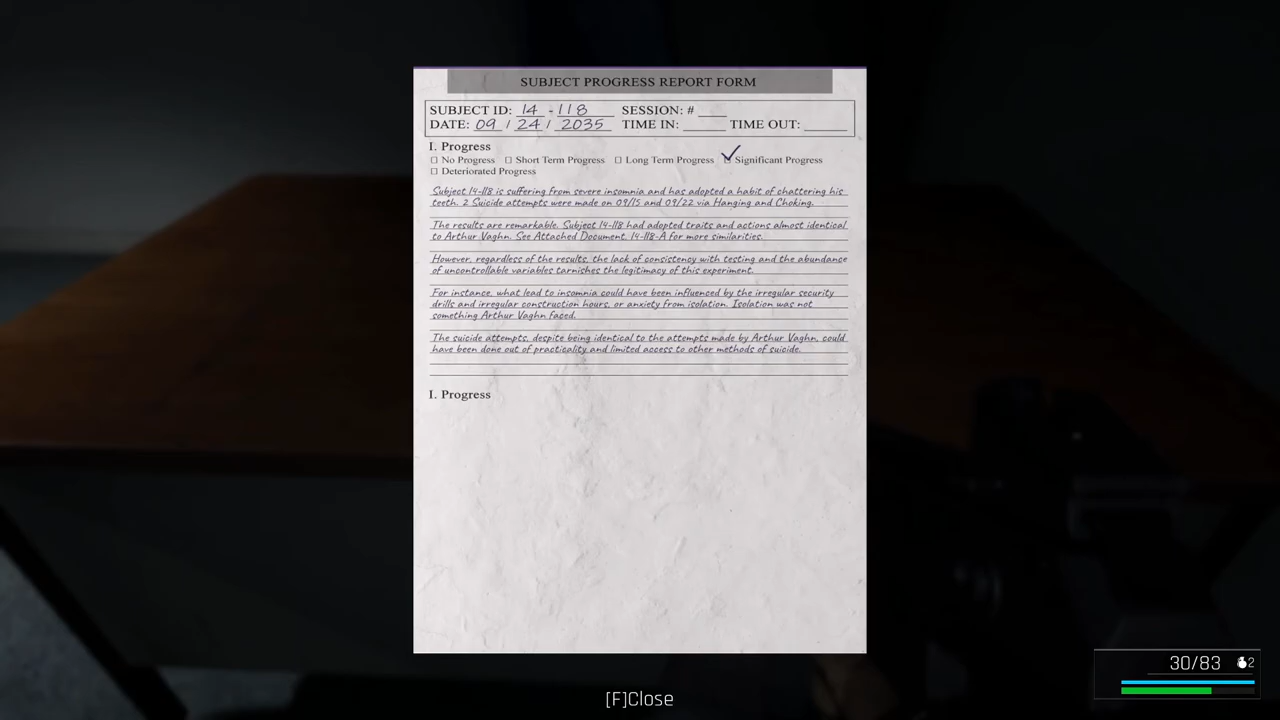 SUBJECT PROGRESS REPORT FORM
SUBJECT ID: 14 - 118 SESSION: # ____
DATE: 09 / 24 / 2035 TIME IN: ______ TIME OUT: ______
I. Progress
☐ No Progress ☐ Short Term Progress ☐ Long Term Progress ☑ Significant Progress
☐ Deteriorated Progress
Subject 14-118 is suffering from severe insomnia and has adopted a habit of chattering his
teeth. 2 Suicide attempts were made on 09/15 and 09/22 via Hanging and Choking.
The results are remarkable. Subject 14-118 had adopted traits and actions almost identical
to Arthur Vaghn. See Attached Document, 14-118-A for more similarities.
However, regardless of the results, the lack of consistency with testing and the abundance
of uncontrollable variables tarnishes the legitimacy of this experiment.
For instance, what lead to insomnia could have been influenced by the irregular security
drills and irregular construction hours, or anxiety from isolation. Isolation was not
something Arthur Vaghn faced.
The suicide attempts, despite being identical to the attempts made by Arthur Vaghn, could
have been done out of practicality and limited access to other methods of suicide.
I. Progress
30/83 2
[F]Close